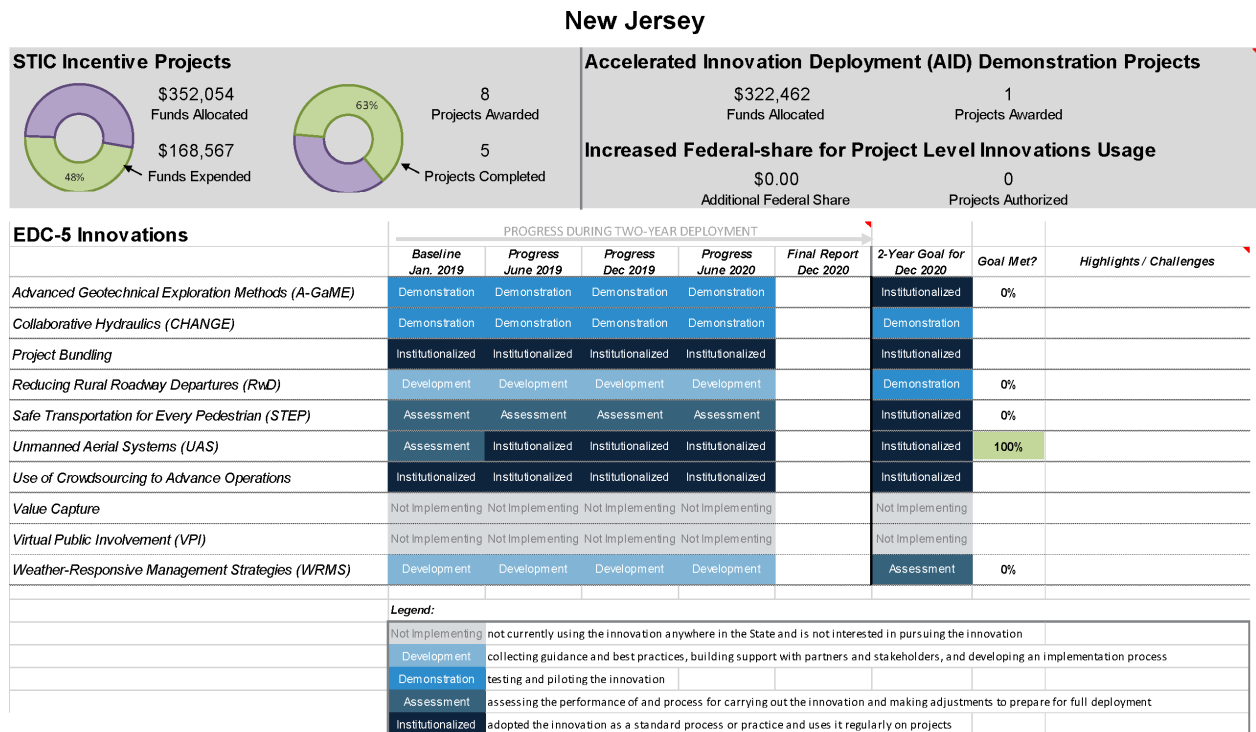 New Jersey
STIC Incentive Projects
$352,054
Funds Allocated
$168,567
Funds Expended
48%
63%
8
Projects Awarded
5
Projects Completed
Accelerated Innovation Deployment (AID) Demonstration Projects
$322,462
Funds Allocated
1
Projects Awarded
Increased Federal-share for Project Level Innovations Usage
$0.00
Additional Federal Share
0
Projects Authorized
EDC-5 Innovations
PROGRESS DURING TWO-YEAR DEPLOYMENT
Baseline Jan. 2019 Progress June 2019 Progress Dec 2019 Progress June 2020 Final Report Dec 2020 2-Year Goal for Dec 2020 Goal Met? Highlights / Challenges
Advanced Geotechnical Exploration Methods (A-GaME) Demonstration Demonstration Demonstration Demonstration Institutionalized 0%
Collaborative Hydraulics (CHANGE) Demonstration Demonstration Demonstration Demonstration Demonstration
Project Bundling Institutionalized Institutionalized Institutionalized Institutionalized Institutionalized
Reducing Rural Roadway Departures (RwD) Development Development Development Development Demonstration 0%
Safe Transportation for Every Pedestrian (STEP) Assessment Assessment Assessment Assessment Institutionalized 0%
Unmanned Aerial Systems (UAS) Assessment Institutionalized Institutionalized Institutionalized Institutionalized 100%
Use of Crowdsourcing to Advance Operations Institutionalized Institutionalized Institutionalized Institutionalized Institutionalized
Value Capture Not Implementing Not Implementing Not Implementing Not Implementing Not Implementing
Virtual Public Involvement (VPI) Not Implementing Not Implementing Not Implementing Not Implementing Not Implementing
Weather-Responsive Management Strategies (WRMS) Development Development Development Development Assessment 0%
Legend:
Not Implementing not currently using the innovation anywhere in the State and is not interested in pursuing the innovation
Development collecting guidance and best practices, building support with partners and stakeholders, and developing an implementation process
Demonstration testing and piloting the innovation
Assessment assessing the performance of and process for carrying out the innovation and making adjustments to prepare for full deployment
Institutionalized adopted the innovation as a standard process or practice and uses it regularly on projects